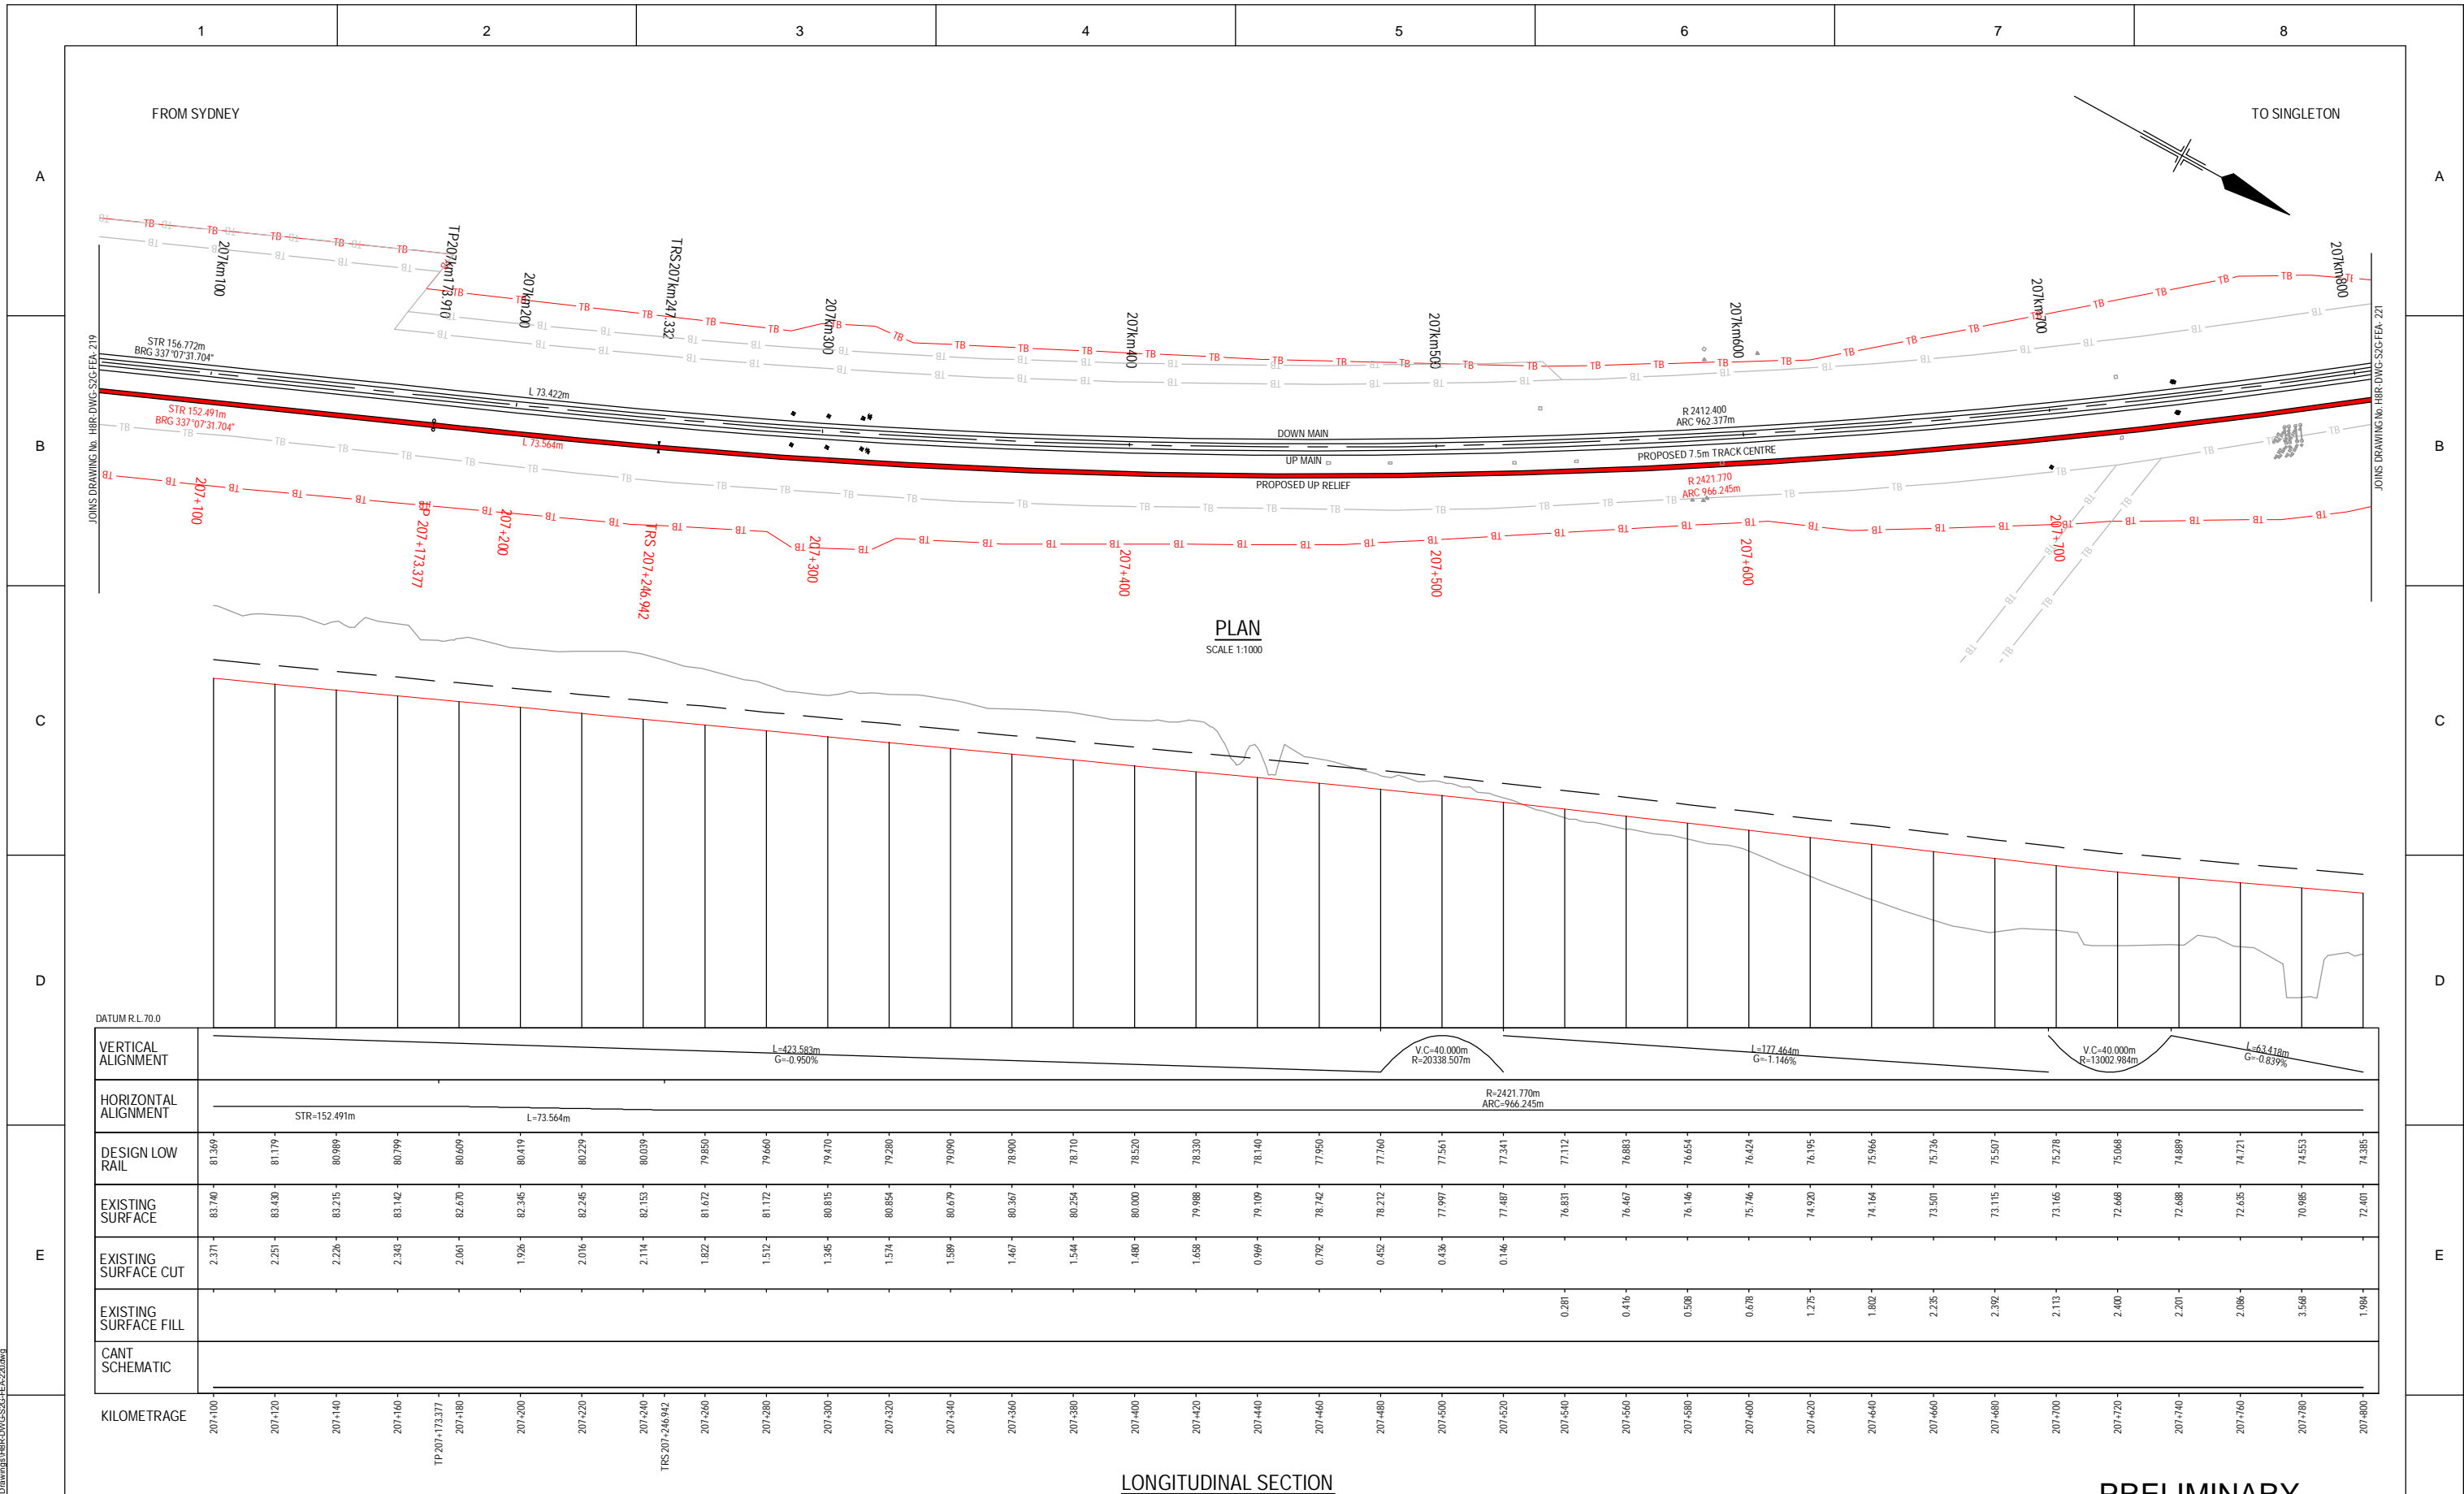 1 2 3 4 5 6 7 8
FROM SYDNEY
TO SINGLETON
A
A
B
B
C
C
D
D
E
E
207km100
TP207km173.910
207km200
TRS207km247.332
207km300
207km400
207km500
207km600
207km700
207km800
JOINS DRAWING No. H8R-DWG-S2G-FEA- 219
JOINS DRAWING No. H8R-DWG-S2G-FEA- 221
STR 156.772m
BRG 337°07'31.704"
L 73.422m
R 2412.400
ARC 962.377m
STR 152.491m
BRG 337°07'31.704"
L 73.564m
DOWN MAIN
UP MAIN
PROPOSED 7.5m TRACK CENTRE
PROPOSED UP RELIEF
R 2421.770
ARC 966.245m
207+100
TP 207+173.377
207+200
TRS 207+246.942
207+300
207+400
207+500
207+600
207+700
PLAN
SCALE 1:1000
DATUM R.L.70.0
VERTICAL
ALIGNMENT
L=423.583m
G=-0.950%
V.C=40.000m
R=20338.507m
L=177.464m
G=-1.146%
V.C=40.000m
R=13002.984m
L=63.418m
G=-0.839%
HORIZONTAL
ALIGNMENT
STR=152.491m
L=73.564m
R=2421.770m
ARC=966.245m
DESIGN LOW
RAIL
81.369 81.179 80.989 80.799 80.609 80.419 80.229 80.039 79.850 79.660 79.470 79.280 79.090 78.900 78.710 78.520 78.330 78.140 77.950 77.760 77.561 77.341 77.112 76.883 76.654 76.424 76.195 75.966 75.736 75.507 75.278 75.068 74.889 74.721 74.553 74.385
EXISTING
SURFACE
83.740 83.430 83.215 83.142 82.670 82.345 82.245 82.153 81.672 81.172 80.815 80.854 80.679 80.367 80.254 80.000 79.988 79.109 78.742 78.212 77.997 77.487 76.831 76.467 76.146 75.746 74.920 74.164 73.501 73.115 73.165 72.668 72.688 72.635 70.985 72.401
EXISTING
SURFACE CUT
2.371 2.251 2.226 2.343 2.061 1.926 2.016 2.114 1.822 1.512 1.345 1.574 1.589 1.467 1.544 1.480 1.658 0.969 0.792 0.452 0.436 0.146
EXISTING
SURFACE FILL
0.281 0.416 0.508 0.678 1.275 1.802 2.235 2.392 2.113 2.400 2.201 2.086 3.568 1.984
CANT
SCHEMATIC
KILOMETRAGE
207+100 207+120 207+140 207+160 TP 207+173.377 207+180 207+200 207+220 207+240 TRS 207+246.942 207+260 207+280 207+300 207+320 207+340 207+360 207+380 207+400 207+420 207+440 207+460 207+480 207+500 207+520 207+540 207+560 207+580 207+600 207+620 207+640 207+660 207+680 207+700 207+720 207+740 207+760 207+780 207+800
LONGITUDINAL SECTION
PRELIMINARY